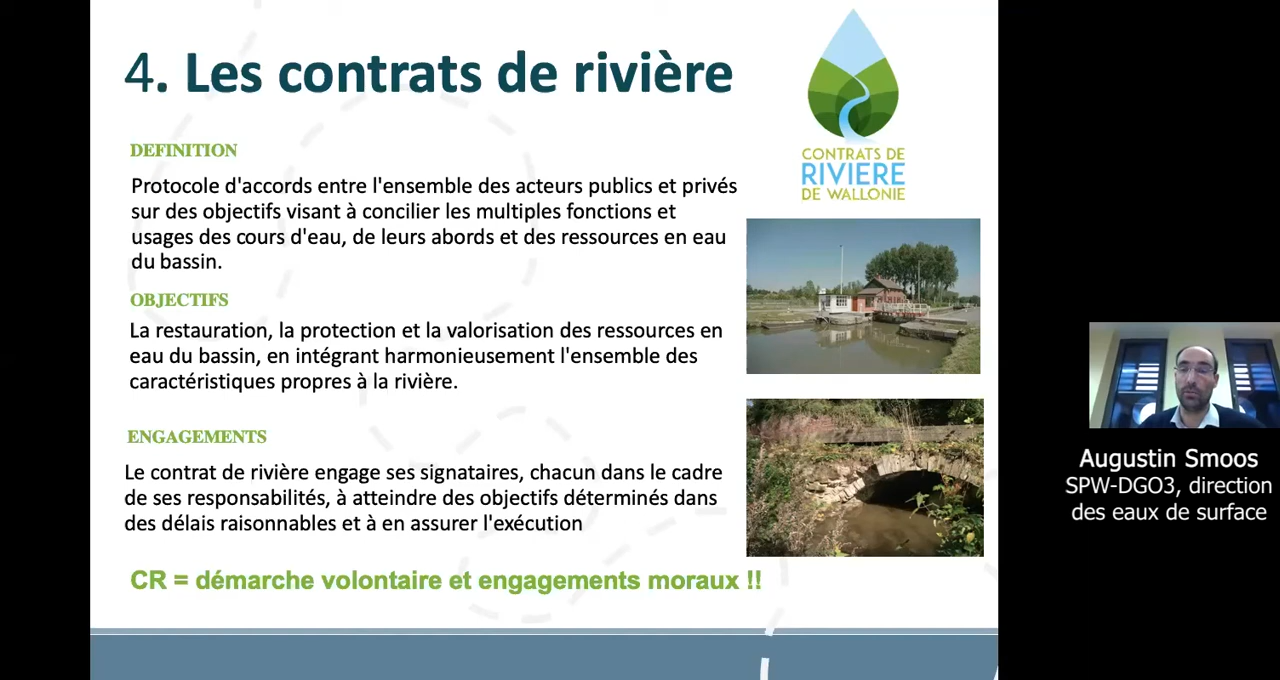 4. Les contrats de rivière
CONTRATS DE
RIVIERE
DE WALLONIE
DEFINITION
Protocole d'accords entre l'ensemble des acteurs publics et privés
sur des objectifs visant à concilier les multiples fonctions et
usages des cours d'eau, de leurs abords et des ressources en eau
du bassin.
OBJECTIFS
La restauration, la protection et la valorisation des ressources en
eau du bassin, en intégrant harmonieusement l'ensemble des
caractéristiques propres à la rivière.
ENGAGEMENTS
Le contrat de rivière engage ses signataires, chacun dans le cadre
de ses responsabilités, à atteindre des objectifs déterminés dans
des délais raisonnables et à en assurer l'exécution
CR = démarche volontaire et engagements moraux !!
Augustin Smoos
SPW-DGO3, direction
des eaux de surface